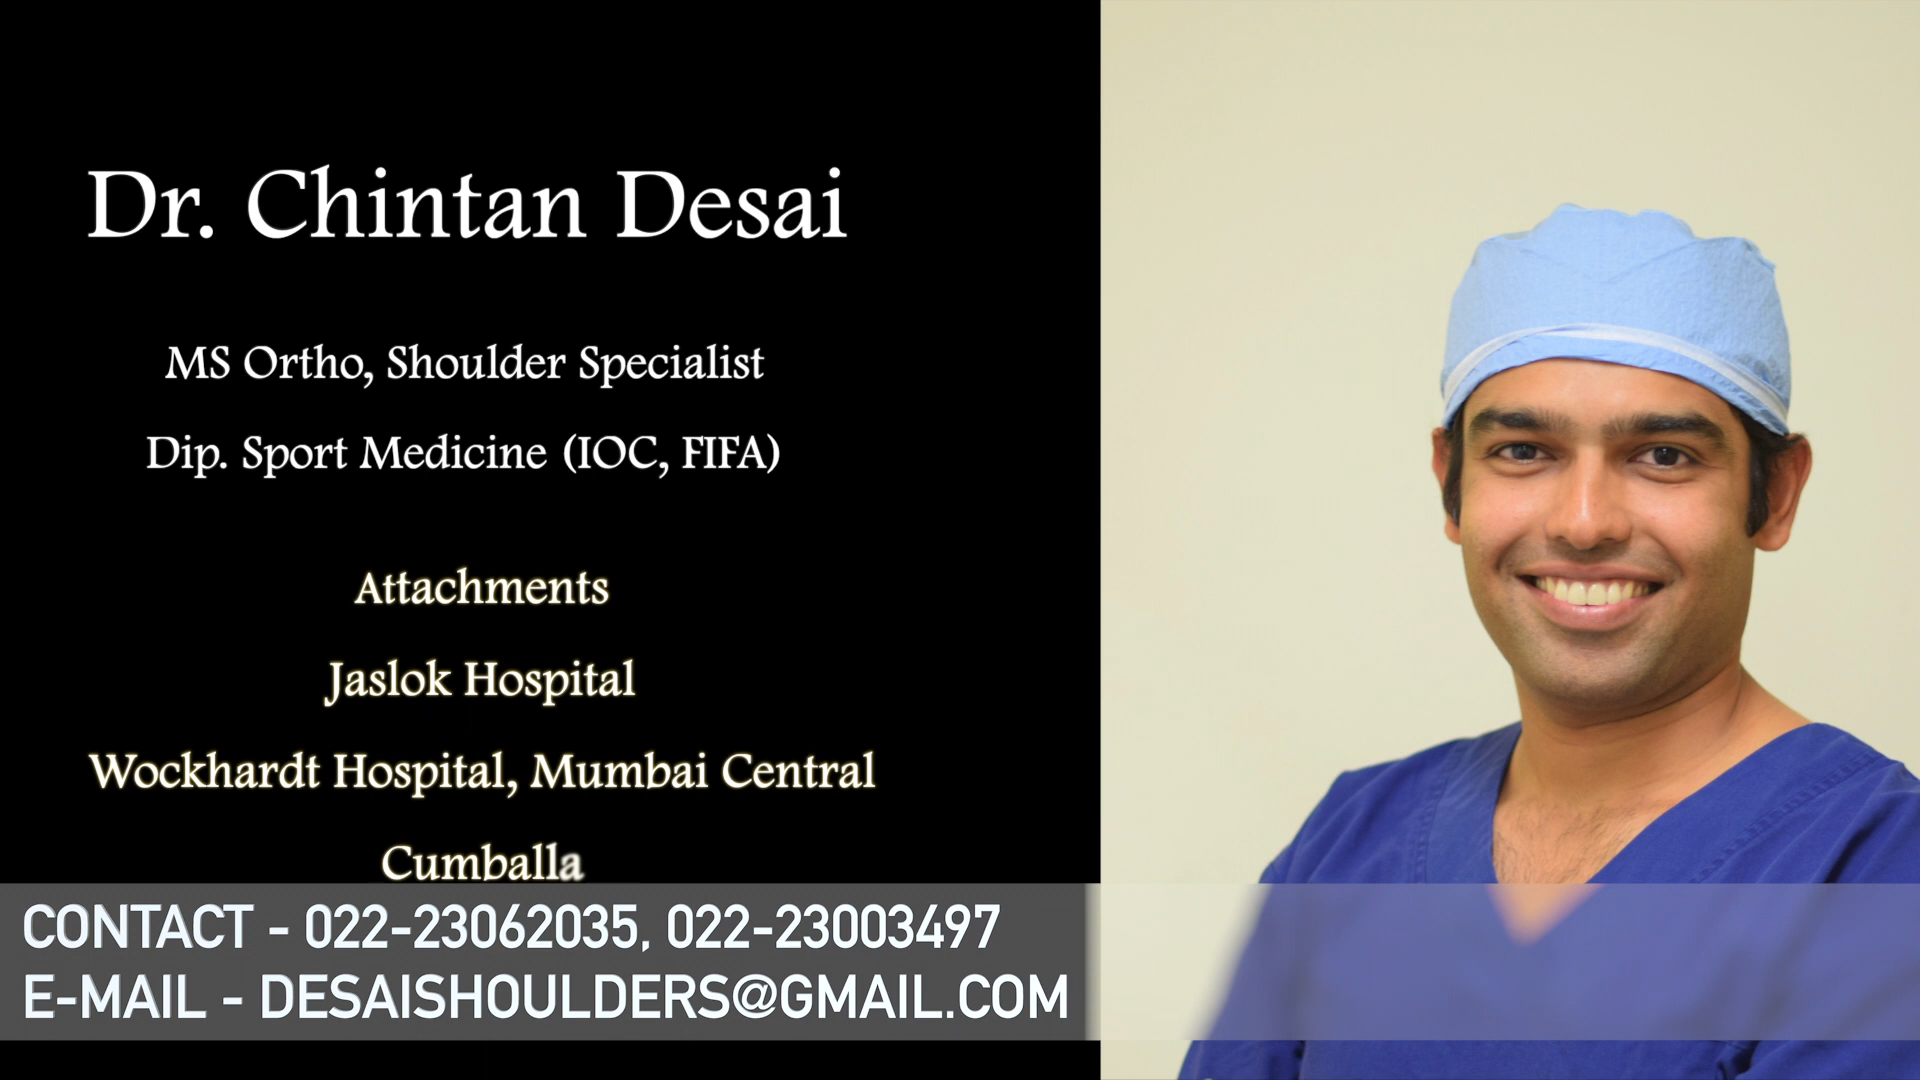 Dr. Chintan Desai
MS Ortho, Shoulder Specialist
Dip. Sport Medicine (IOC, FIFA)
Attachments
Jaslok Hospital
Wockhardt Hospital, Mumbai Central
Cumballa
CONTACT - 022-23062035, 022-23003497
E-MAIL - DESAISHOULDERS@GMAIL.COM